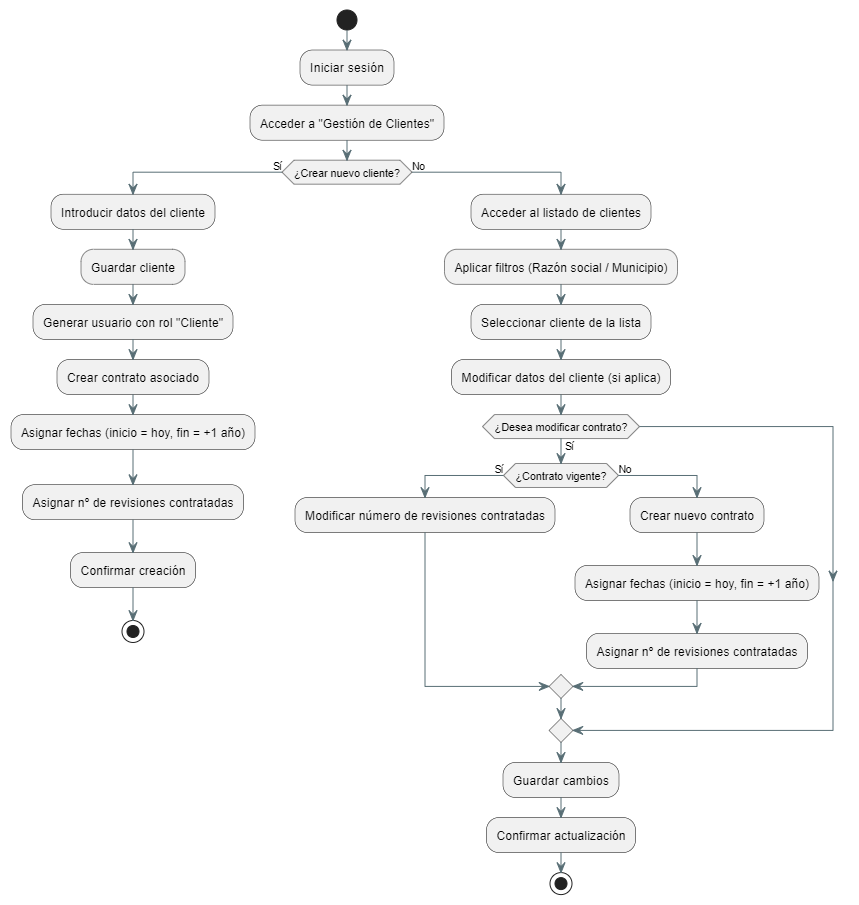 Iniciar sesión
Acceder a "Gestión de Clientes"
¿Crear nuevo cliente?
Sí
No
Introducir datos del cliente
Guardar cliente
Generar usuario con rol "Cliente"
Crear contrato asociado
Asignar fechas (inicio = hoy, fin = +1 año)
Asignar nº de revisiones contratadas
Confirmar creación
Acceder al listado de clientes
Aplicar filtros (Razón social / Municipio)
Seleccionar cliente de la lista
Modificar datos del cliente (si aplica)
¿Desea modificar contrato?
Sí
¿Contrato vigente?
Sí
No
Modificar número de revisiones contratadas
Crear nuevo contrato
Asignar fechas (inicio = hoy, fin = +1 año)
Asignar nº de revisiones contratadas
Guardar cambios
Confirmar actualización